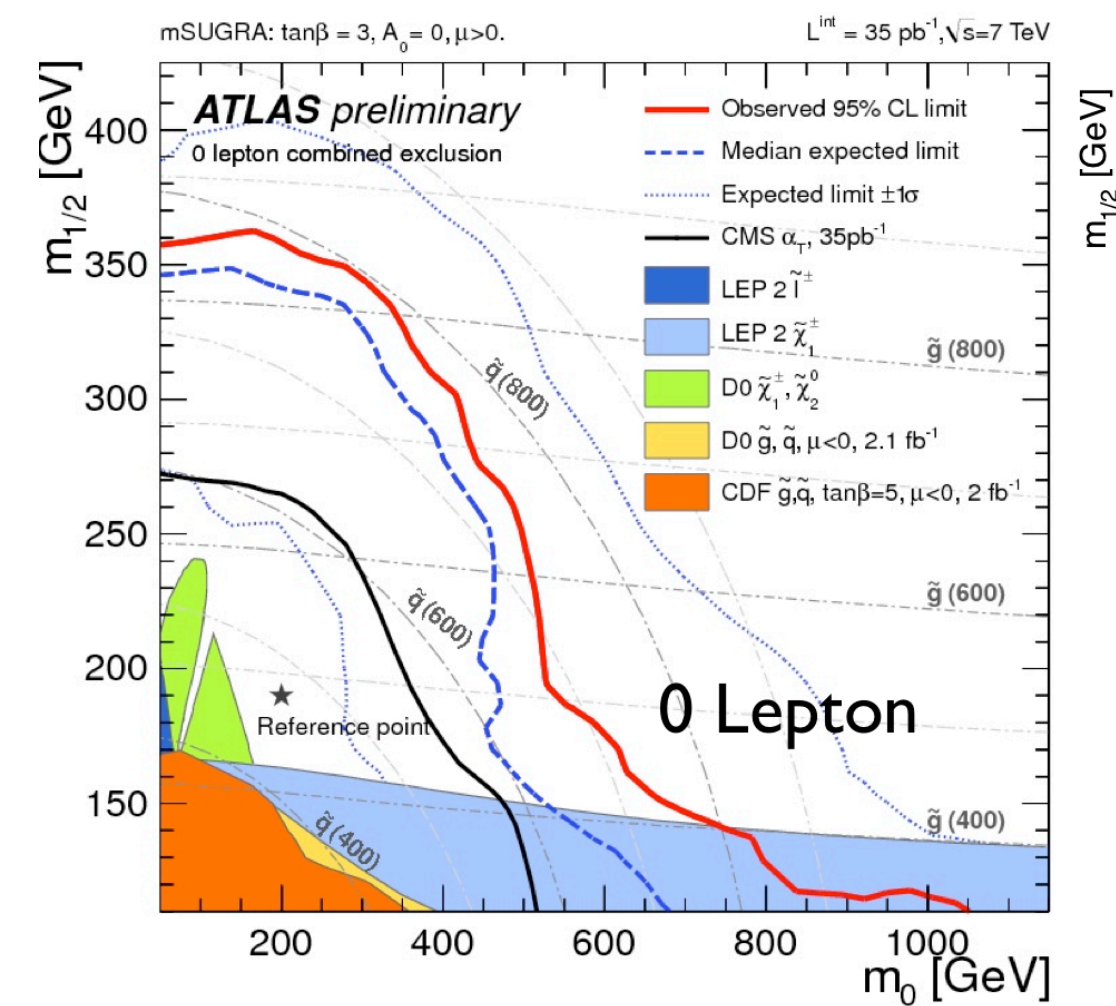 mSUGRA: tanβ = 3, A₀= 0, μ>0.
L^int = 35 pb⁻¹,√s=7 TeV
m₁/₂ [GeV]
ATLAS preliminary
0 lepton combined exclusion
Observed 95% CL limit
Median expected limit
Expected limit ±1σ
CMS α_T, 35pb⁻¹
LEP 2 l̃±
LEP 2 χ̃₁±
D0 χ̃₁±, χ̃₂⁰
D0 g̃, q̃, μ<0, 2.1 fb⁻¹
CDF g̃,q̃, tanβ=5, μ<0, 2 fb⁻¹
400
350
300
250
200
150
g̃ (800)
q̃ (800)
g̃ (600)
q̃ (600)
g̃ (400)
q̃ (400)
Reference point
0 Lepton
200
400
600
800
1000
m₀ [GeV]
m₁/₂ [GeV]